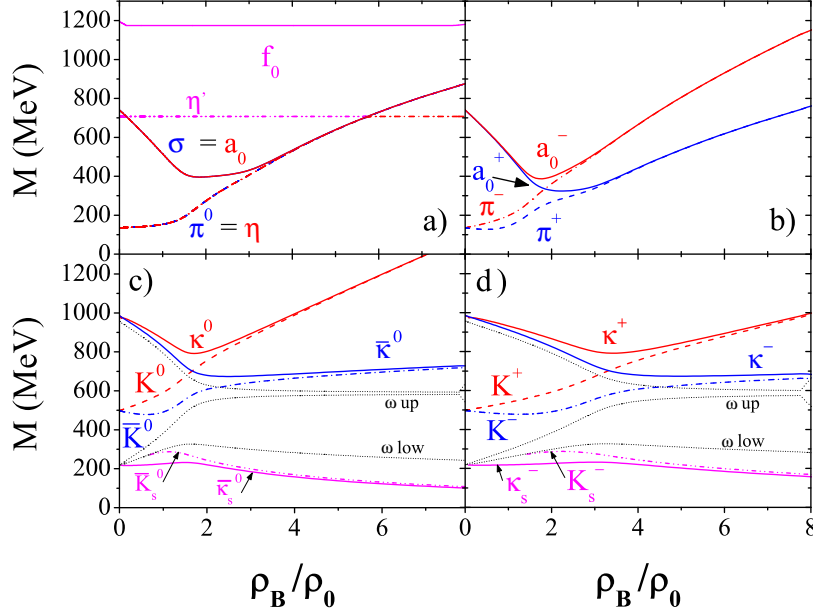 M (MeV)
1200
1000
800
600
400
200
0
f₀
η'
σ = a₀
π⁰ = η
a)
a₀⁻
a₀⁺
π⁻
π⁺
b)
M (MeV)
1200
1000
800
600
400
200
0
c)
κ⁰
K⁰
κ̅⁰
K̅⁰
ω up
ω low
K̅ₛ⁰
κ̅ₛ⁰
d)
κ⁺
K⁺
κ⁻
K⁻
ω up
ω low
κₛ⁻
Kₛ⁻
0 2 4 6 8
0 2 4 6 8
ρ_B/ρ₀
ρ_B/ρ₀